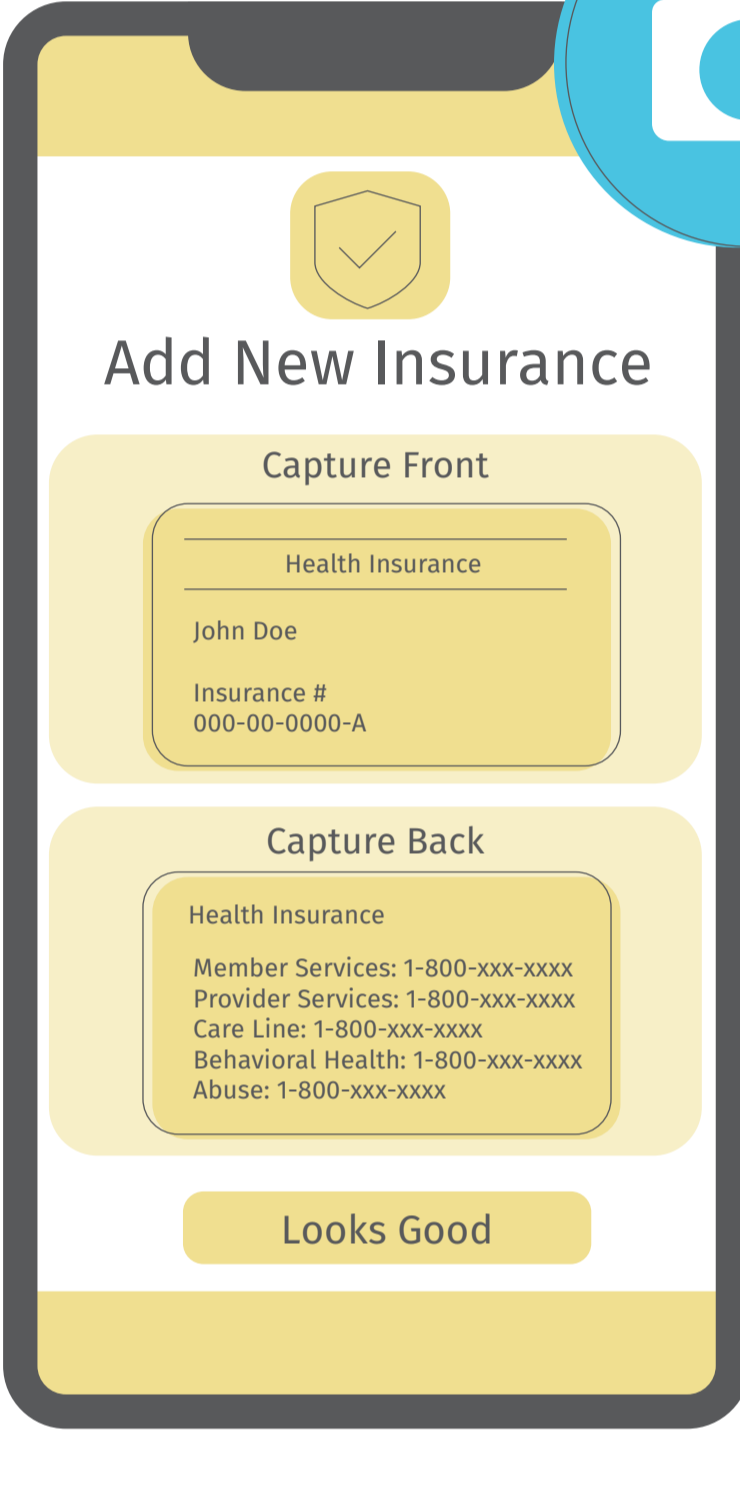 Add New Insurance
Capture Front
Health Insurance
John Doe
Insurance #
000-00-0000-A
Capture Back
Health Insurance
Member Services: 1-800-xxx-xxxx
Provider Services: 1-800-xxx-xxxx
Care Line: 1-800-xxx-xxxx
Behavioral Health: 1-800-xxx-xxxx
Abuse: 1-800-xxx-xxxx
Looks Good